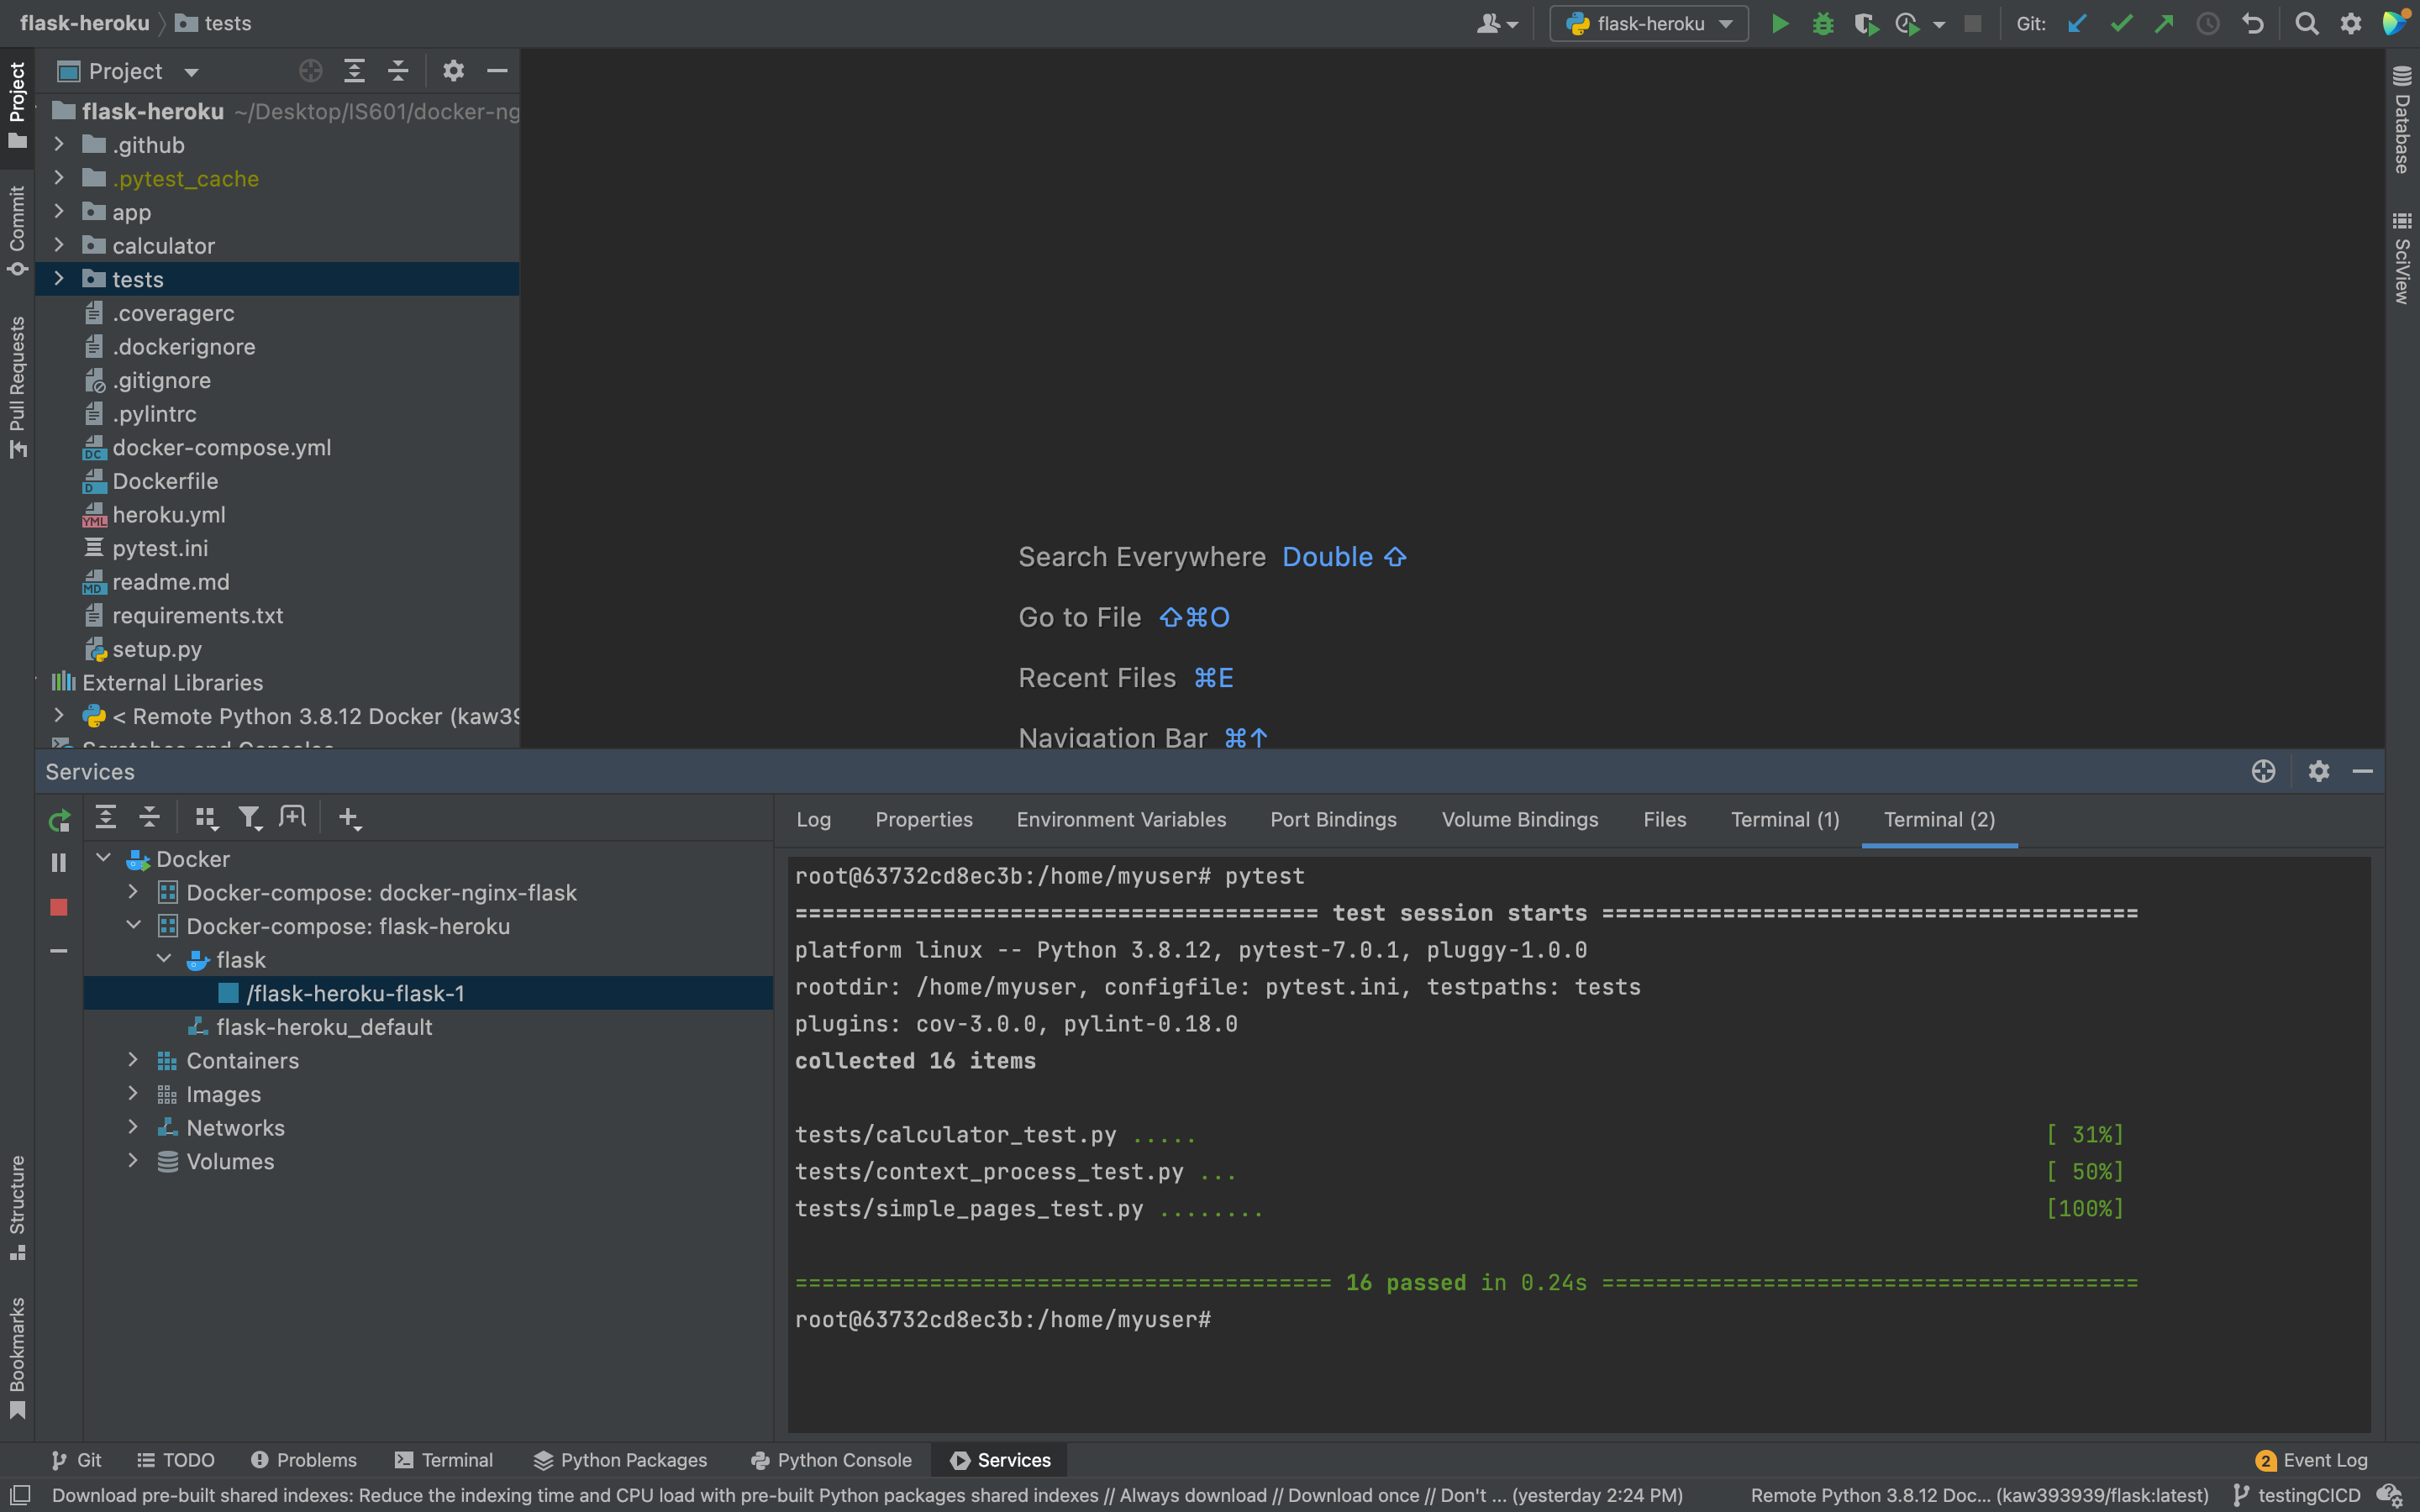 flask-heroku
tests
flask-heroku
Git:
Project
Commit
Pull Requests
Structure
Bookmarks
Database
SciView
Project
flask-heroku ~/Desktop/IS601/docker-ng
.github
.pytest_cache
app
calculator
tests
.coveragerc
.dockerignore
.gitignore
.pylintrc
docker-compose.yml
Dockerfile
heroku.yml
pytest.ini
readme.md
requirements.txt
setup.py
External Libraries
< Remote Python 3.8.12 Docker (kaw39
Scratches and Consoles
Search Everywhere Double ⇧
Go to File ⇧⌘O
Recent Files ⌘E
Navigation Bar ⌘↑
Services
Docker
Docker-compose: docker-nginx-flask
Docker-compose: flask-heroku
flask
/flask-heroku-flask-1
flask-heroku_default
Containers
Images
Networks
Volumes
Log Properties Environment Variables Port Bindings Volume Bindings Files Terminal (1) Terminal (2)
root@63732cd8ec3b:/home/myuser# pytest
======================================= test session starts ========================================
platform linux -- Python 3.8.12, pytest-7.0.1, pluggy-1.0.0
rootdir: /home/myuser, configfile: pytest.ini, testpaths: tests
plugins: cov-3.0.0, pylint-0.18.0
collected 16 items
tests/calculator_test.py ..... [ 31%]
tests/context_process_test.py ... [ 50%]
tests/simple_pages_test.py ........ [100%]
======================================== 16 passed in 0.24s ========================================
root@63732cd8ec3b:/home/myuser#
Git TODO Problems Terminal Python Packages Python Console Services 2 Event Log
Download pre-built shared indexes: Reduce the indexing time and CPU load with pre-built Python packages shared indexes // Always download // Download once // Don't ... (yesterday 2:24 PM) Remote Python 3.8.12 Doc... (kaw393939/flask:latest) testingCICD